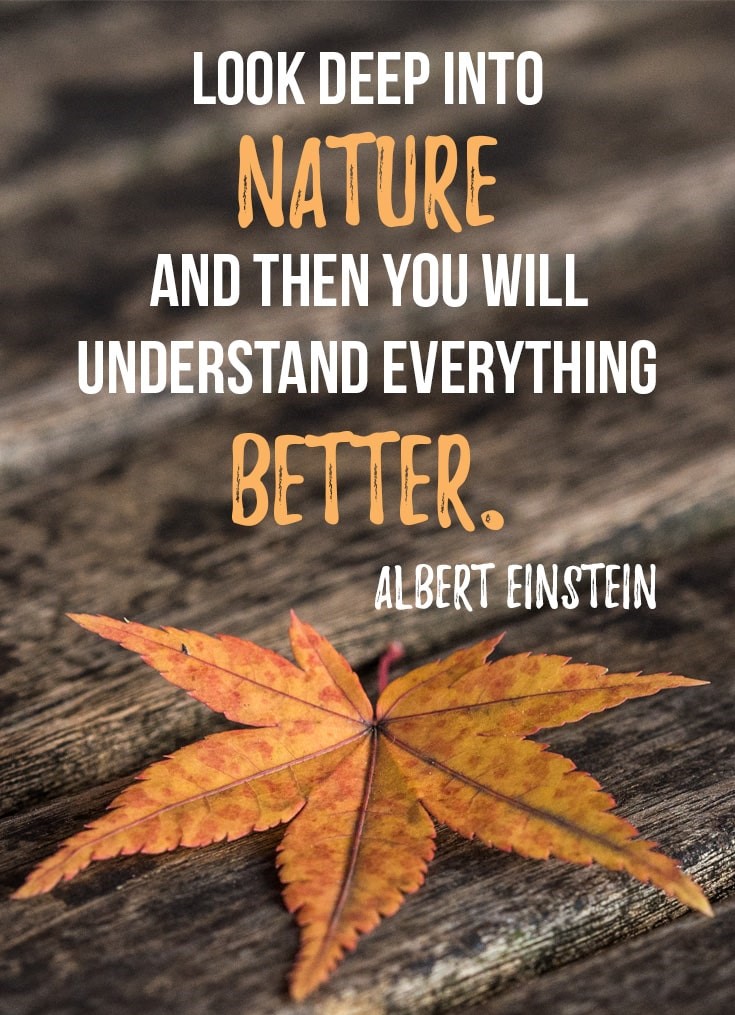 LOOK DEEP INTO
NATURE
AND THEN YOU WILL
UNDERSTAND EVERYTHING
BETTER.
ALBERT EINSTEIN